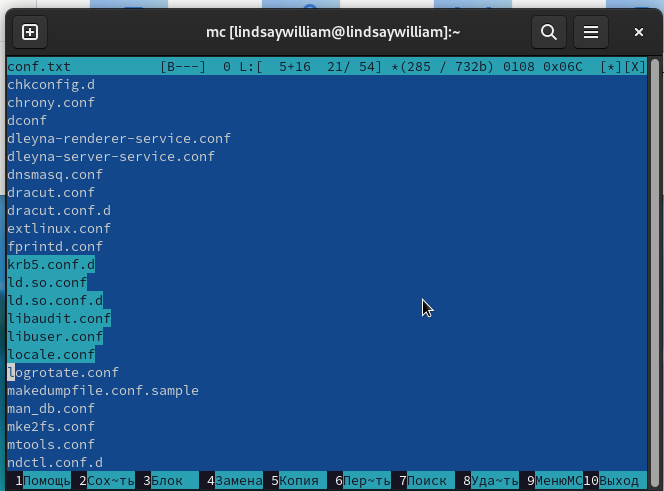 mc [lindsaywilliam@lindsaywilliam]:~
conf.txt [B---] 0 L:[ 5+16 21/ 54] *(285 / 732b) 0108 0x06C [*][X]
chkconfig.d
chrony.conf
dconf
dleyna-renderer-service.conf
dleyna-server-service.conf
dnsmasq.conf
dracut.conf
dracut.conf.d
extlinux.conf
fprintd.conf
krb5.conf.d
ld.so.conf
ld.so.conf.d
libaudit.conf
libuser.conf
locale.conf
logrotate.conf
makedumpfile.conf.sample
man_db.conf
mke2fs.conf
mtools.conf
ndctl.conf.d
1Помощь 2Сох~ть 3Блок 4Замена 5Копия 6Пер~ть 7Поиск 8Уда~ть 9МенюMC 10Выход